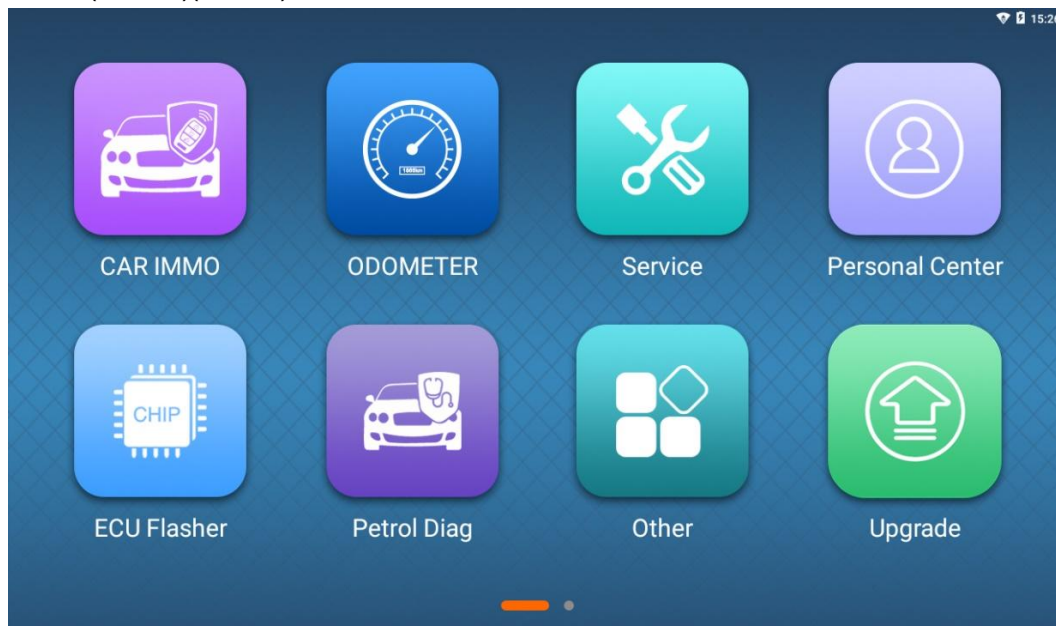 15:26
CAR IMMO
ODOMETER
Service
Personal Center
CHIP
ECU Flasher
Petrol Diag
Other
Upgrade